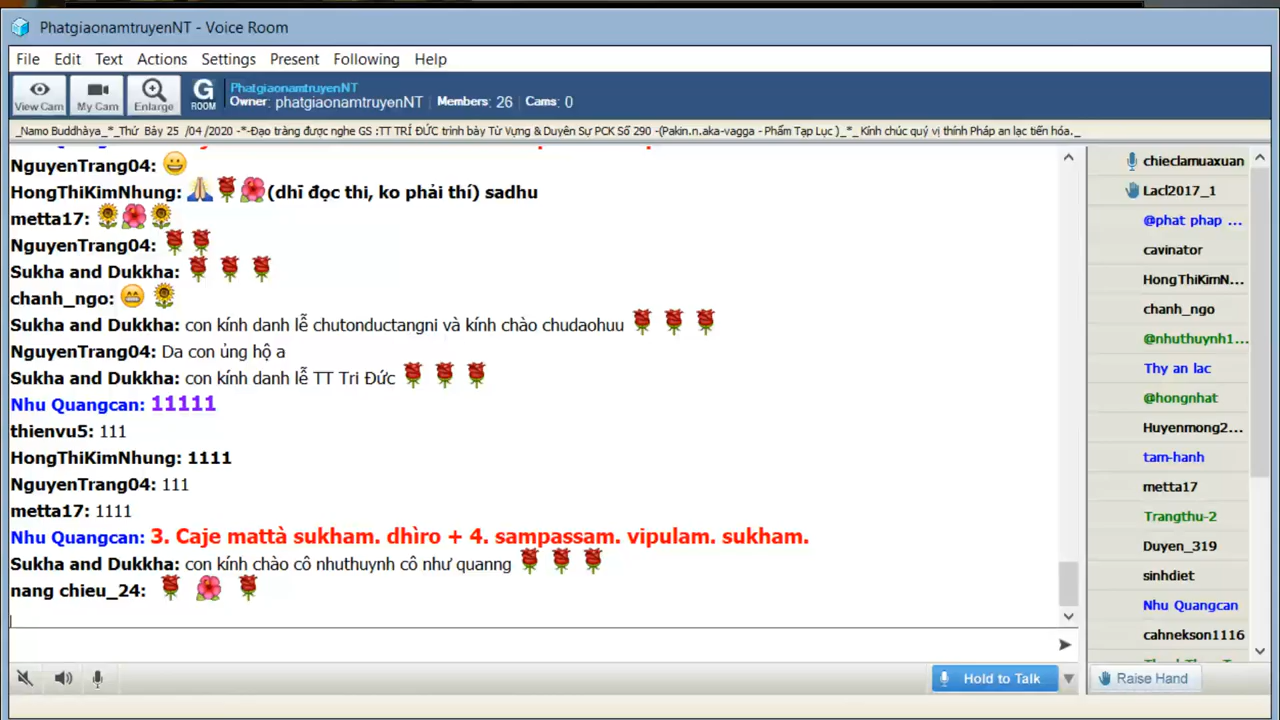 PhatgiaonamtruyenNT - Voice Room
File Edit Text Actions Settings Present Following Help
View Cam My Cam Enlarge G ROOM
PhatgiaonamtruyenNT
Owner: phatgiaonamtruyenNT Members: 26 Cams: 0
_Namo Buddhàya_*_Thứ Bảy 25 /04 /2020 -*-Đạo tràng được nghe GS :TT TRÍ ĐỨC trình bày Từ Vựng & Duyên Sự PCK Số 290 -(Pakin.n.aka-vagga - Phẩm Tạp Lục )_*_ Kính chúc quý vị thính Pháp an lạc tiến hóa._
NguyenTrang04: 😀
HongThiKimNhung: 🙏🌹🌺(dhī đọc thi, ko phải thí) sadhu
metta17: 🌻🌺🌻
NguyenTrang04: 🌹🌹
Sukha and Dukkha: 🌹🌹🌹
chanh_ngo: 😁🌻
Sukha and Dukkha: con kính danh lễ chutonductangni và kính chào chudaohuu 🌹🌹🌹
NguyenTrang04: Da con ủng hộ a
Sukha and Dukkha: con kính danh lễ TT Tri Đức 🌹🌹🌹
Nhu Quangcan: 11111
thienvu5: 111
HongThiKimNhung: 1111
NguyenTrang04: 111
metta17: 1111
Nhu Quangcan: 3. Caje mattà sukham. dhìro + 4. sampassam. vipulam. sukham.
Sukha and Dukkha: con kính chào cô nhuthuynh cô như quanng 🌹🌹🌹
nang chieu_24: 🌹🌺🌹
chieclamuaxuan
Lacl2017_1
@phat phap ...
cavinator
HongThiKimN...
chanh_ngo
@nhuthuynh1...
Thy an lac
@hongnhat
Huyenmong2...
tam-hanh
metta17
Trangthu-2
Duyen_319
sinhdiet
Nhu Quangcan
cahnekson1116
Hold to Talk
Raise Hand